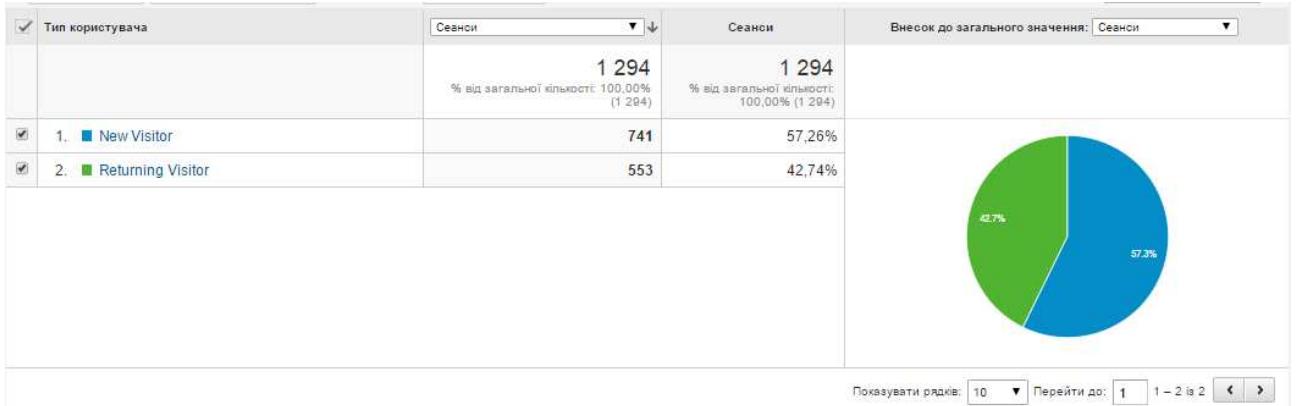 Тип користувача
Сеанси
Сеанси
Внесок до загального значення: Сеанси
1 294
% від загальної кількості: 100,00%
(1 294)
1 294
% від загальної кількості:
100,00% (1 294)
1. New Visitor 741 57,26%
2. Returning Visitor 553 42,74%
42.7%
57.3%
Показувати рядків: 10 Перейти до: 1 1 – 2 із 2